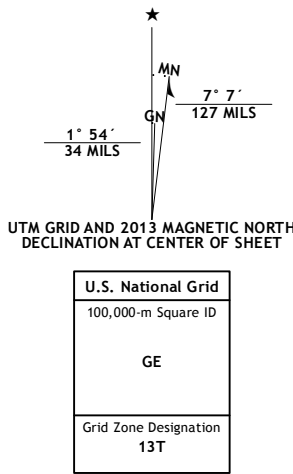 ★
MN
7° 7´
127 MILS
GN
1° 54´
34 MILS
UTM GRID AND 2013 MAGNETIC NORTH
DECLINATION AT CENTER OF SHEET
U.S. National Grid
100,000-m Square ID
GE
Grid Zone Designation
13T